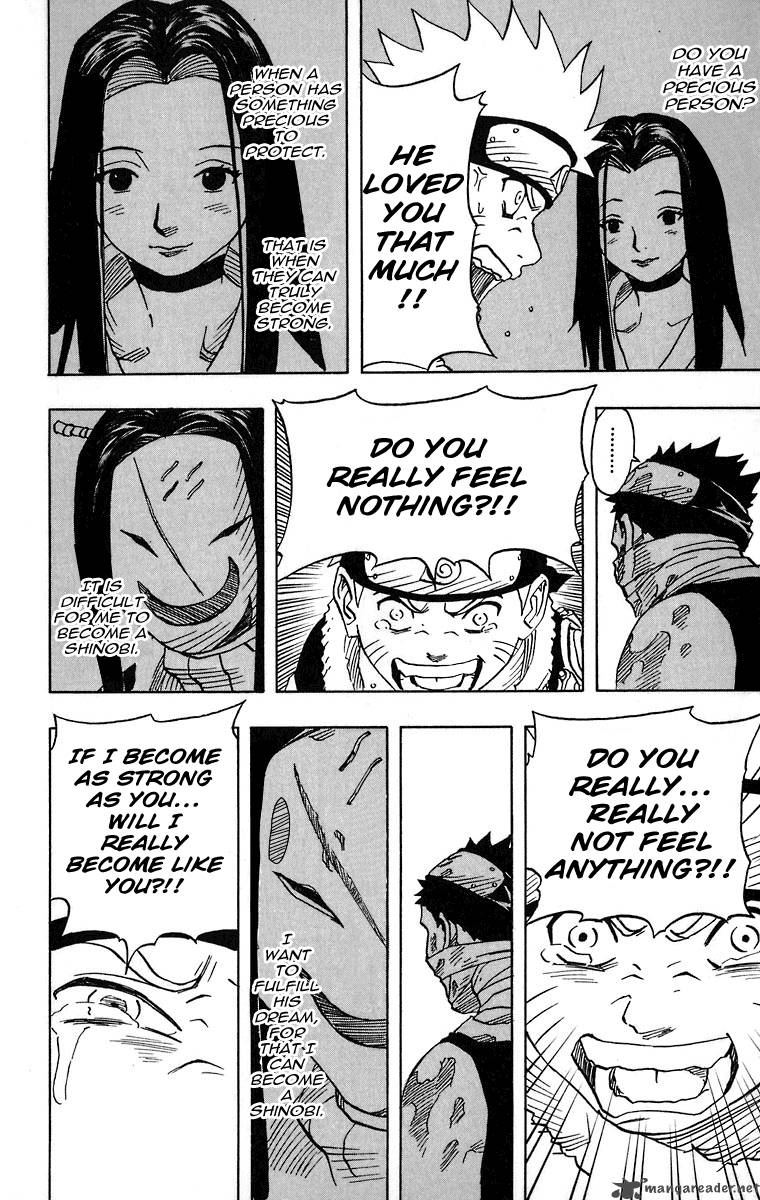 DO YOU
HAVE A
PRECIOUS
PERSON?
HE
LOVED
YOU
THAT
MUCH
!!
WHEN A
PERSON HAS
SOMETHING
PRECIOUS
TO
PROTECT.
THAT IS
WHEN THEY CAN
TRULY
BECOME
STRONG.
.........
DO YOU
REALLY FEEL
NOTHING?!!
IT IS
DIFFICULT
FOR ME TO
BECOME A
SHINOBI.
DO YOU
REALLY...
REALLY
NOT FEEL
ANYTHING?!!
I
WANT
TO
FULFILL
HIS
DREAM,
FOR
THAT I
CAN
BECOME
A
SHINOBI.
IF I BECOME
AS STRONG
AS YOU...
WILL I
REALLY
BECOME LIKE
YOU?!!
mangareader.net